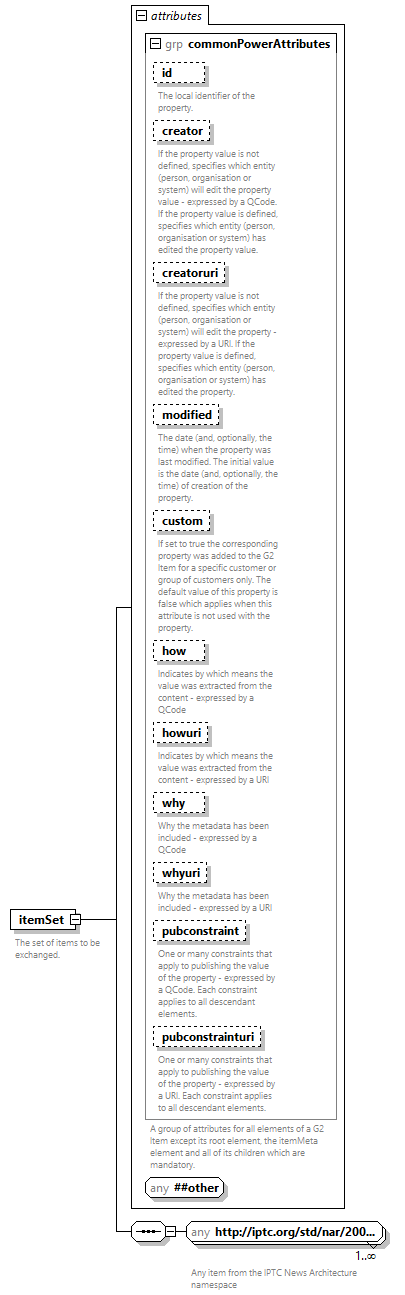 attributes
grp commonPowerAttributes
id
The local identifier of the
property.
creator
If the property value is not
defined, specifies which entity
(person, organisation or
system) will edit the property
value - expressed by a QCode.
If the property value is defined,
specifies which entity (person,
organisation or system) has
edited the property value.
creatoruri
If the property value is not
defined, specifies which entity
(person, organisation or
system) will edit the property -
expressed by a URI. If the
property value is defined,
specifies which entity (person,
organisation or system) has
edited the property.
modified
The date (and, optionally, the
time) when the property was
last modified. The initial value
is the date (and, optionally, the
time) of creation of the
property.
custom
If set to true the corresponding
property was added to the G2
Item for a specific customer or
group of customers only. The
default value of this property is
false which applies when this
attribute is not used with the
property.
how
Indicates by which means the
value was extracted from the
content - expressed by a
QCode
howuri
Indicates by which means the
value was extracted from the
content - expressed by a URI
why
Why the metadata has been
included - expressed by a
QCode
whyuri
Why the metadata has been
included - expressed by a URI
pubconstraint
One or many constraints that
apply to publishing the value
of the property - expressed by
a QCode. Each constraint
applies to all descendant
elements.
pubconstrainturi
One or many constraints that
apply to publishing the value
of the property - expressed by
a URI. Each constraint applies
to all descendant elements.
A group of attributes for all elements of a G2
Item except its root element, the itemMeta
element and all of its children which are
mandatory.
any ##other
itemSet
The set of items to be
exchanged.
any http://iptc.org/std/nar/200...
1..∞
Any item from the IPTC News Architecture
namespace